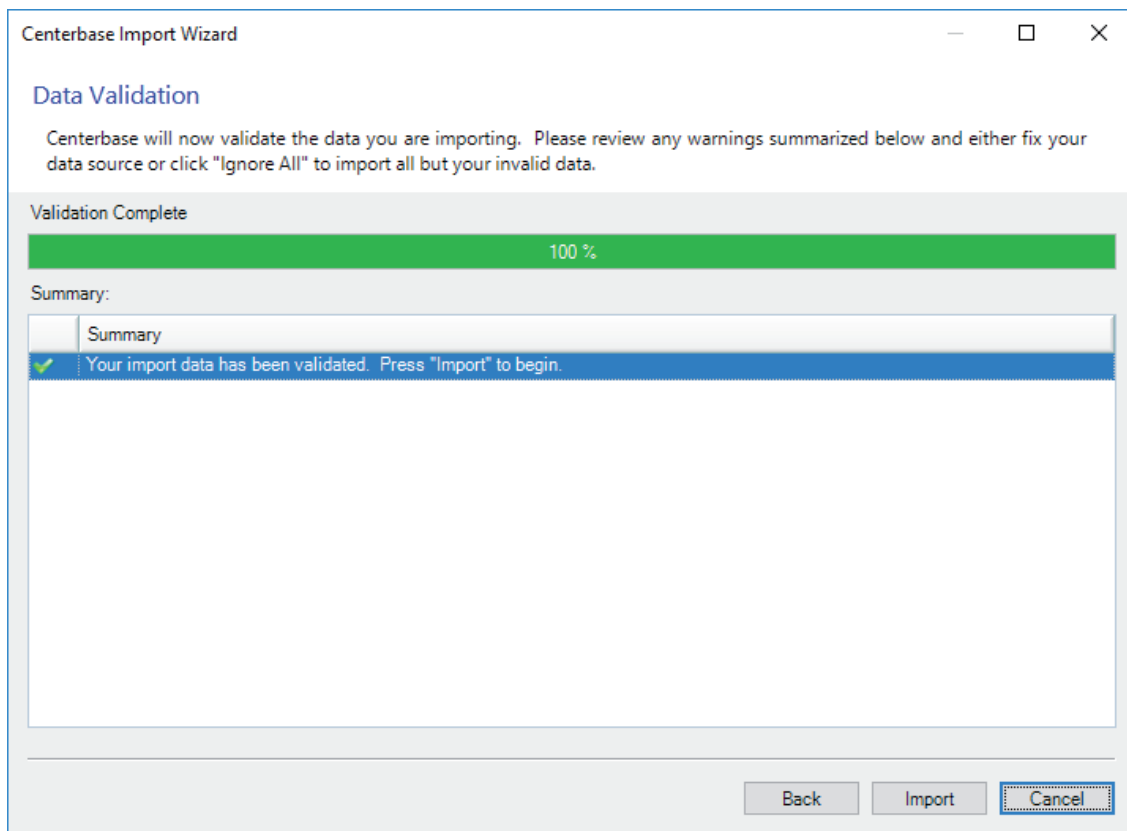 Centerbase Import Wizard
Data Validation
Centerbase will now validate the data you are importing.  Please review any warnings summarized below and either fix your
data source or click "Ignore All" to import all but your invalid data.
Validation Complete
100 %
Summary:
Summary
Your import data has been validated.  Press "Import" to begin.
Back Import Cancel